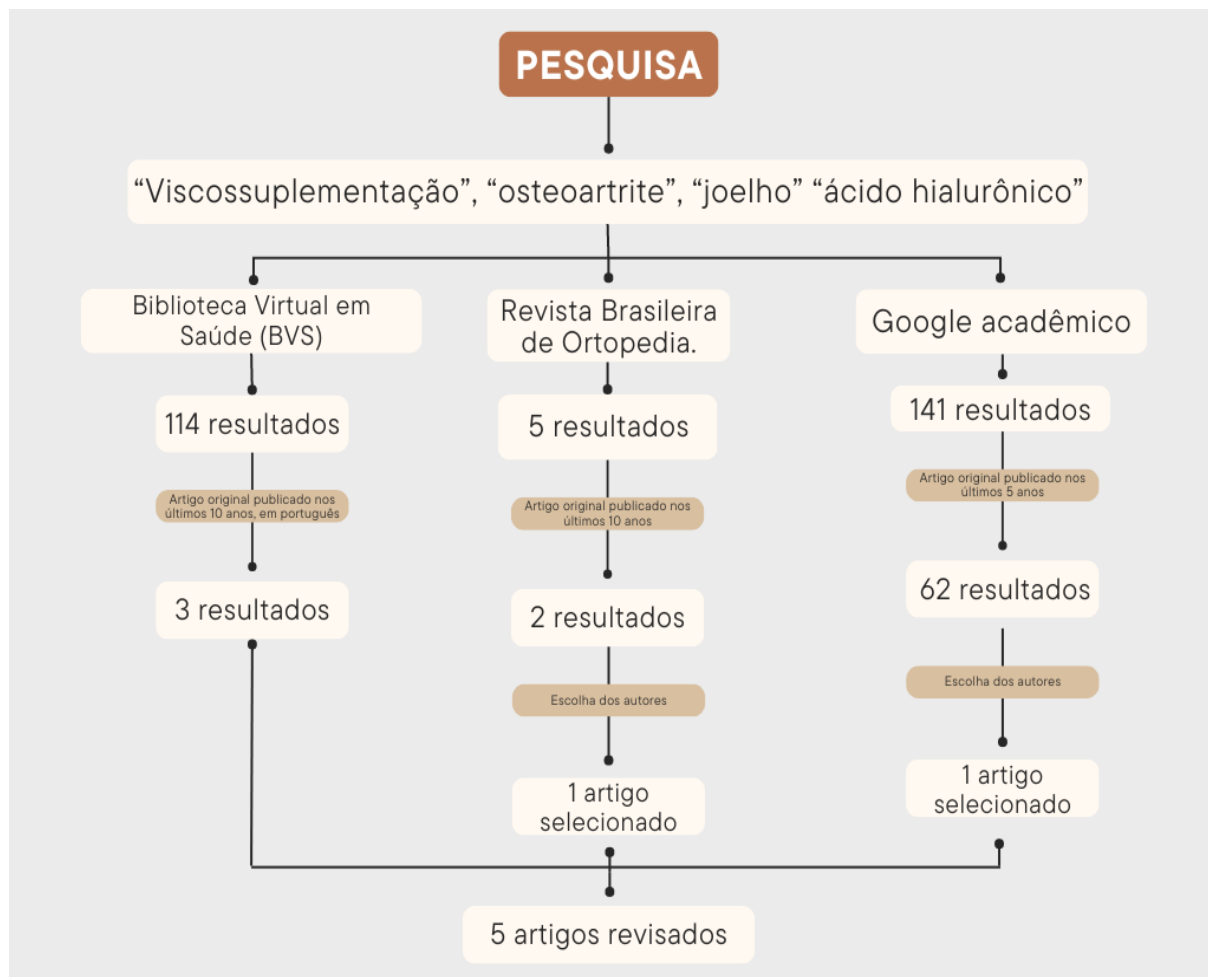 PESQUISA
“Viscossuplementação”, “osteoartrite”, “joelho” “ácido hialurônico”
Biblioteca Virtual em
Saúde (BVS)
114 resultados
Artigo original publicado nos
últimos 10 anos, em português
3 resultados
Revista Brasileira
de Ortopedia.
5 resultados
Artigo original publicado nos
últimos 10 anos
2 resultados
Escolha dos autores
1 artigo
selecionado
Google acadêmico
141 resultados
Artigo original publicado nos
últimos 5 anos
62 resultados
Escolha dos autores
1 artigo
selecionado
5 artigos revisados